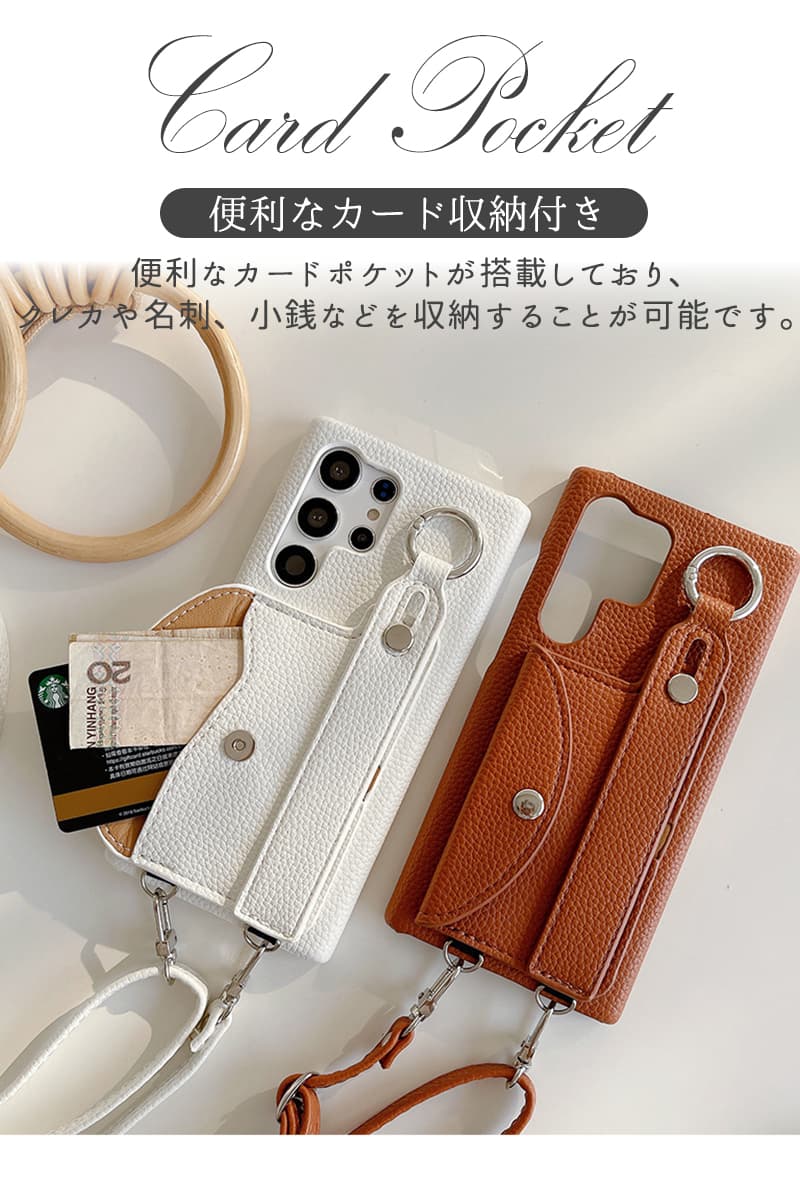 Card Pocket
便利なカード収納付き
便利なカードポケットが搭載しており、
クレカや名刺、小銭などを収納することが可能です。
20
YINHANG